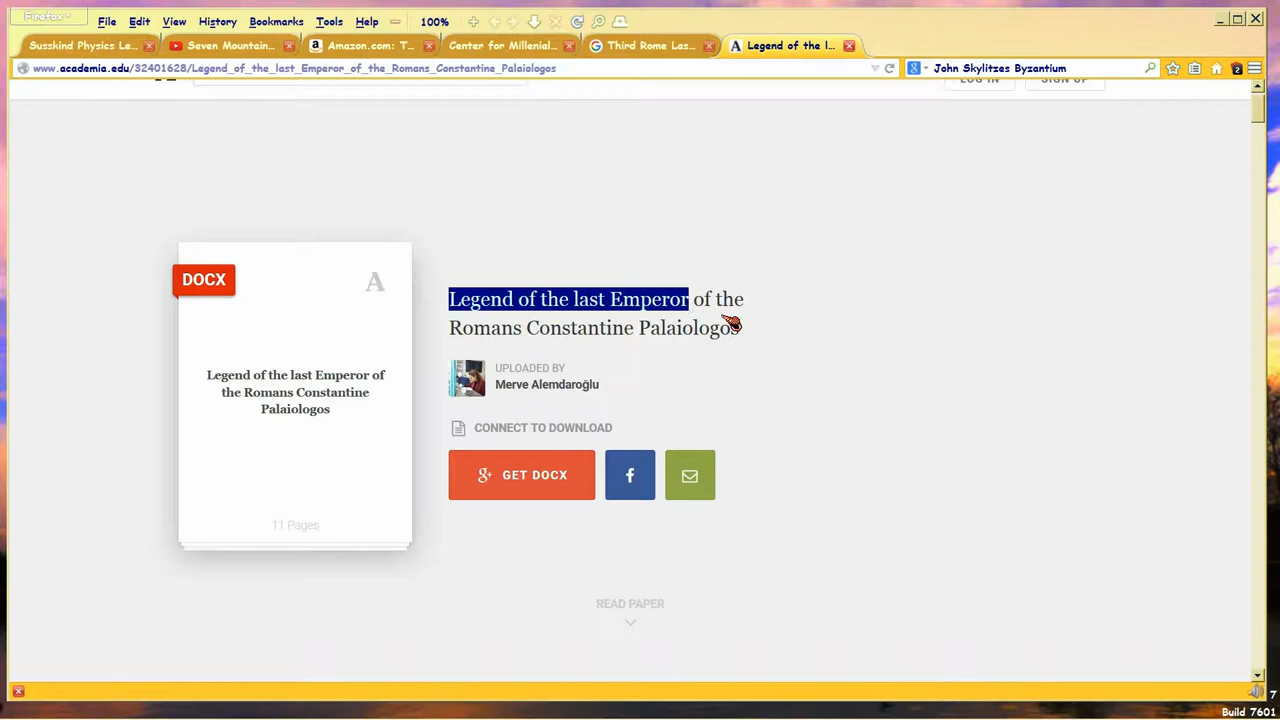 Firefox
File Edit View History Bookmarks Tools Help 100%
Susskind Physics Le...
Seven Mountain...
Amazon.com: T...
Center for Millenial...
Third Rome Las...
Legend of the l...
www.academia.edu/32401628/Legend_of_the_last_Emperor_of_the_Romans_Constantine_Palaiologos
John Skylitzes Byzantium
2
LOG IN SIGN UP
DOCX
A
Legend of the last Emperor of
the Romans Constantine
Palaiologos
11 Pages
Legend of the last Emperor of the
Romans Constantine Palaiologos
UPLOADED BY
Merve Alemdaroğlu
CONNECT TO DOWNLOAD
GET DOCX
READ PAPER
7
Build 7601